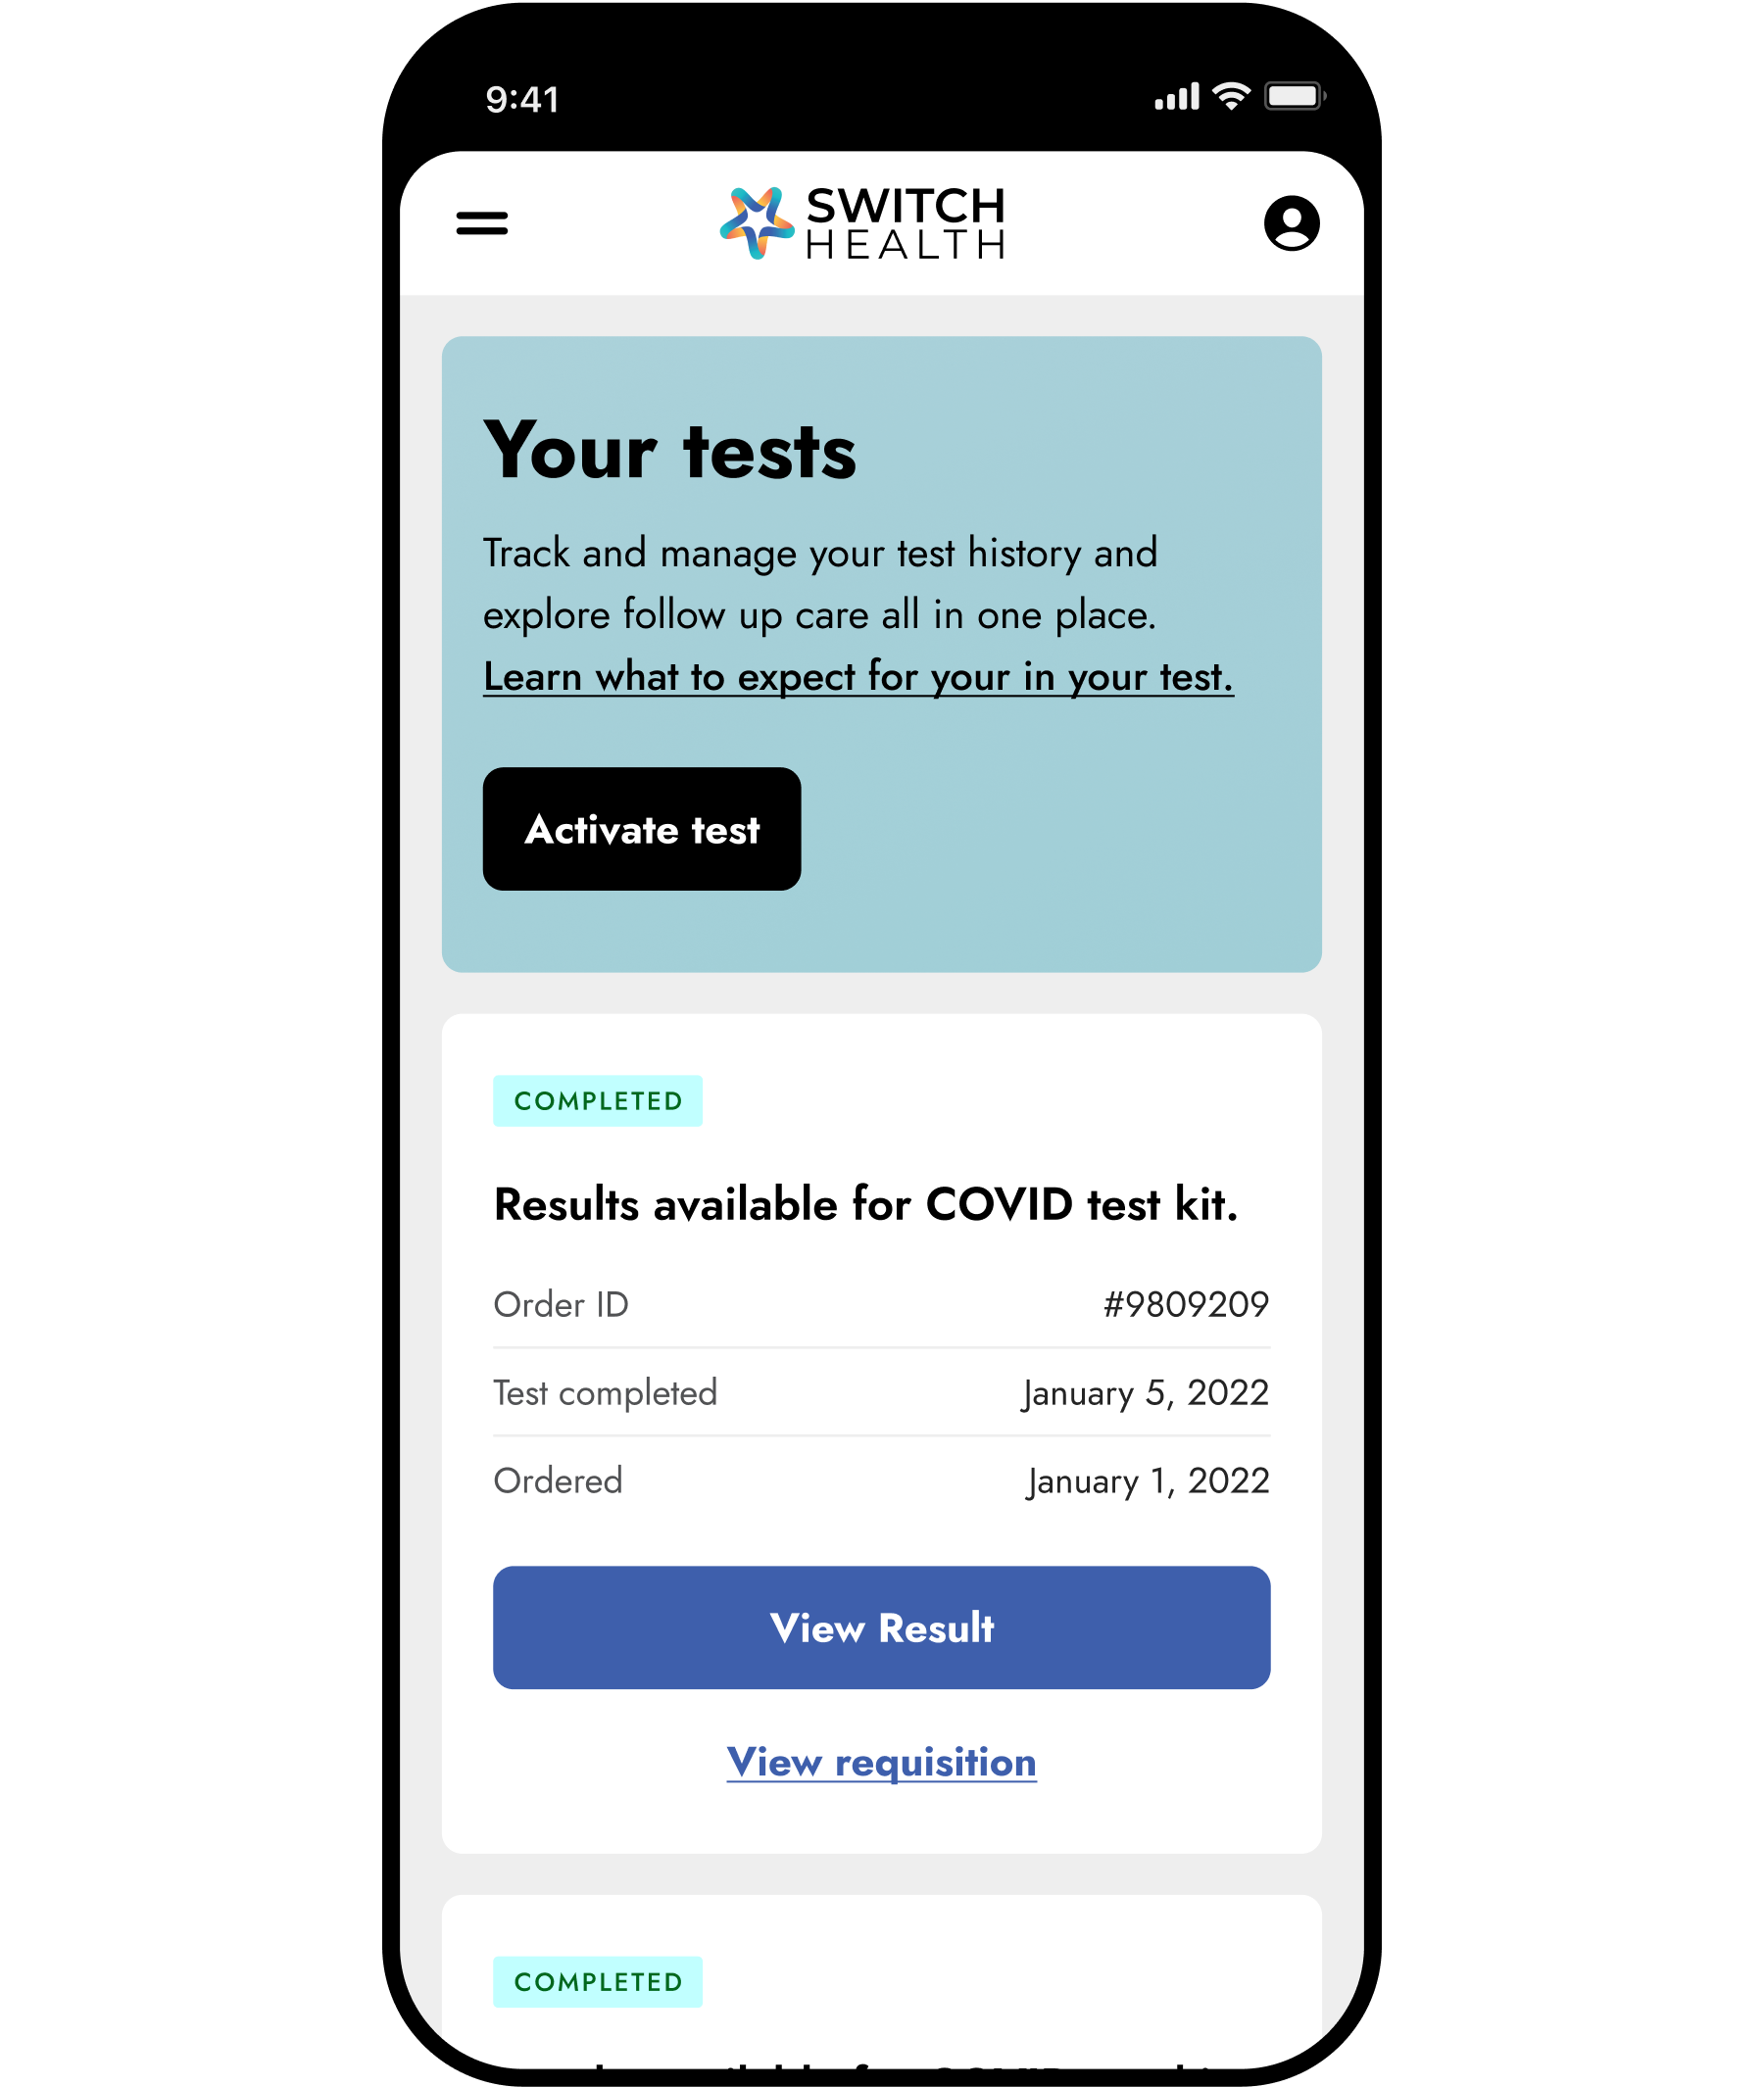 9:41
SWITCH
HEALTH
Your tests
Track and manage your test history and
explore follow up care all in one place.
Learn what to expect for your in your test.
Activate test
COMPLETED
Results available for COVID test kit.
Order ID #9809209
Test completed January 5, 2022
Ordered January 1, 2022
View Result
View requisition
COMPLETED